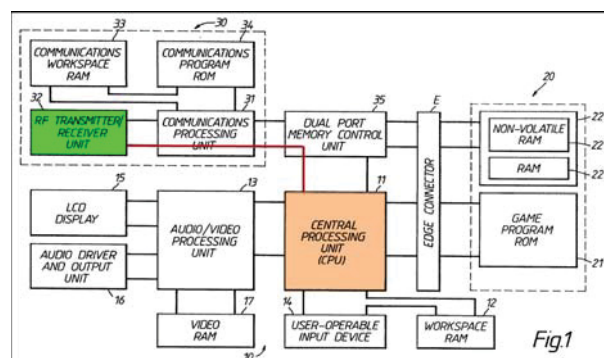 33
30
34
COMMUNICATIONS
WORKSPACE
RAM
COMMUNICATIONS
PROGRAM
ROM
32
31
35
E
20
RF TRANSMITTER/
RECEIVER
UNIT
COMMUNICATIONS
PROCESSING
UNIT
DUAL PORT
MEMORY CONTROL
UNIT
EDGE CONNECTOR
22
NON-VOLATILE
RAM
22
RAM
22
15
13
11
LCD
DISPLAY
AUDIO/VIDEO
PROCESSING
UNIT
CENTRAL
PROCESSING
UNIT
(CPU)
GAME
PROGRAM
ROM
21
AUDIO DRIVER
AND OUTPUT
UNIT
16
17
14
12
VIDEO
RAM
10
USER-OPERABLE
INPUT DEVICE
WORKSPACE
RAM
Fig.1